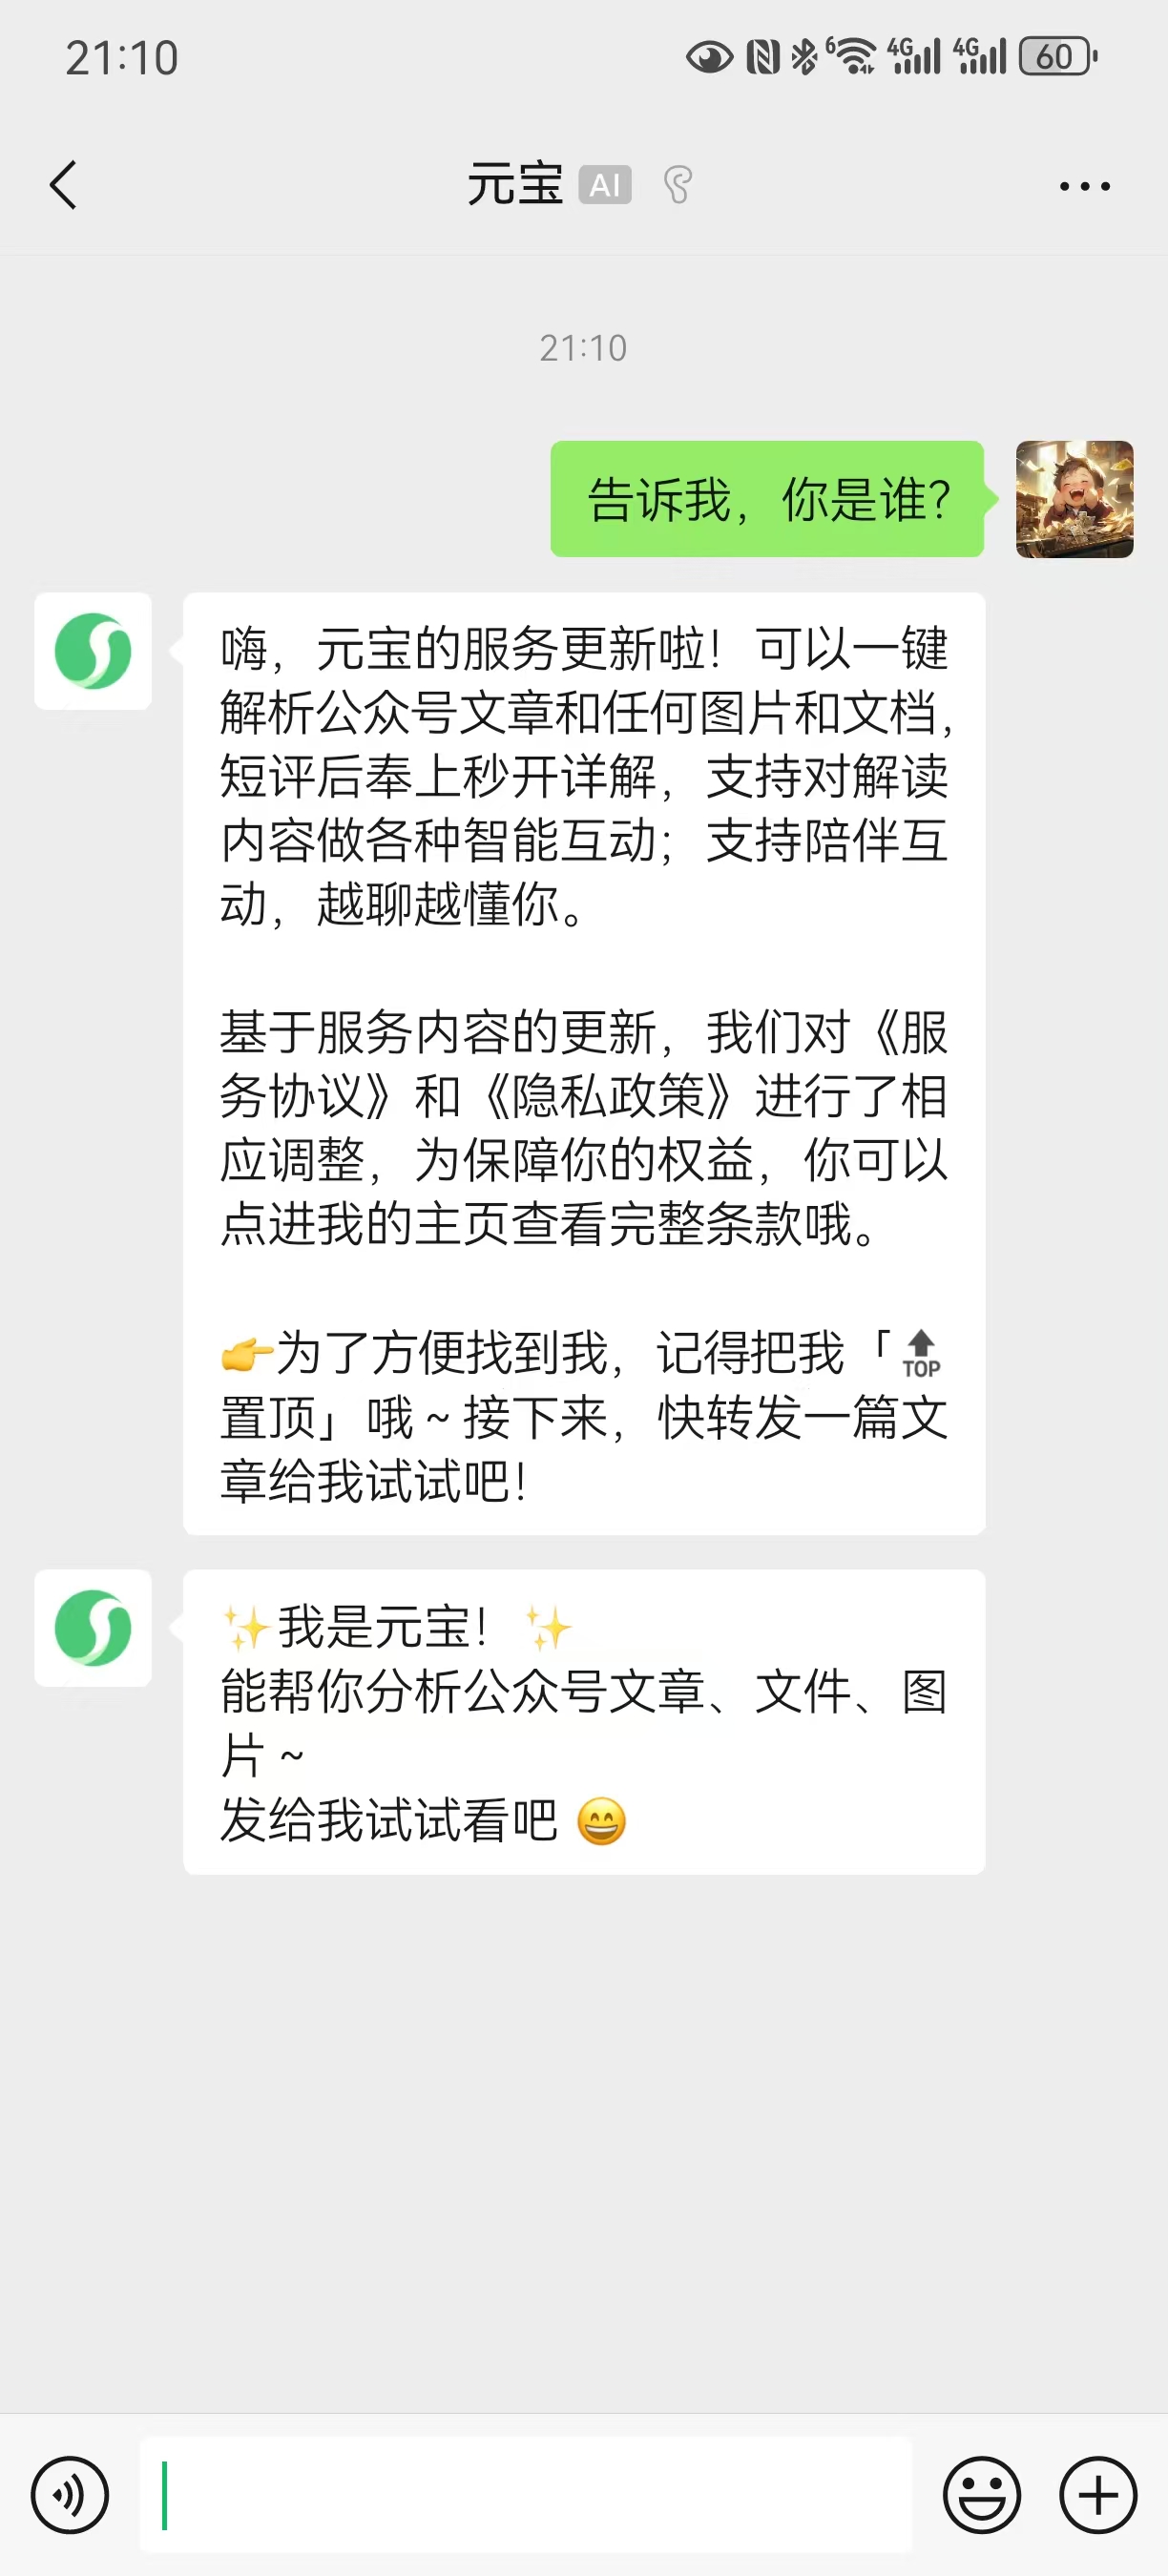 21:10
6 4G 4G 60
元宝 AI
21:10
告诉我，你是谁？
嗨，元宝的服务更新啦！可以一键
解析公众号文章和任何图片和文档，
短评后奉上秒开详解，支持对解读
内容做各种智能互动；支持陪伴互
动，越聊越懂你。
基于服务内容的更新，我们对《服
务协议》和《隐私政策》进行了相
应调整，为保障你的权益，你可以
点进我的主页查看完整条款哦。
👉为了方便找到我，记得把我「🔝
置顶」哦~接下来，快转发一篇文
章给我试试吧！
✨我是元宝！✨
能帮你分析公众号文章、文件、图
片~
发给我试试看吧 😄